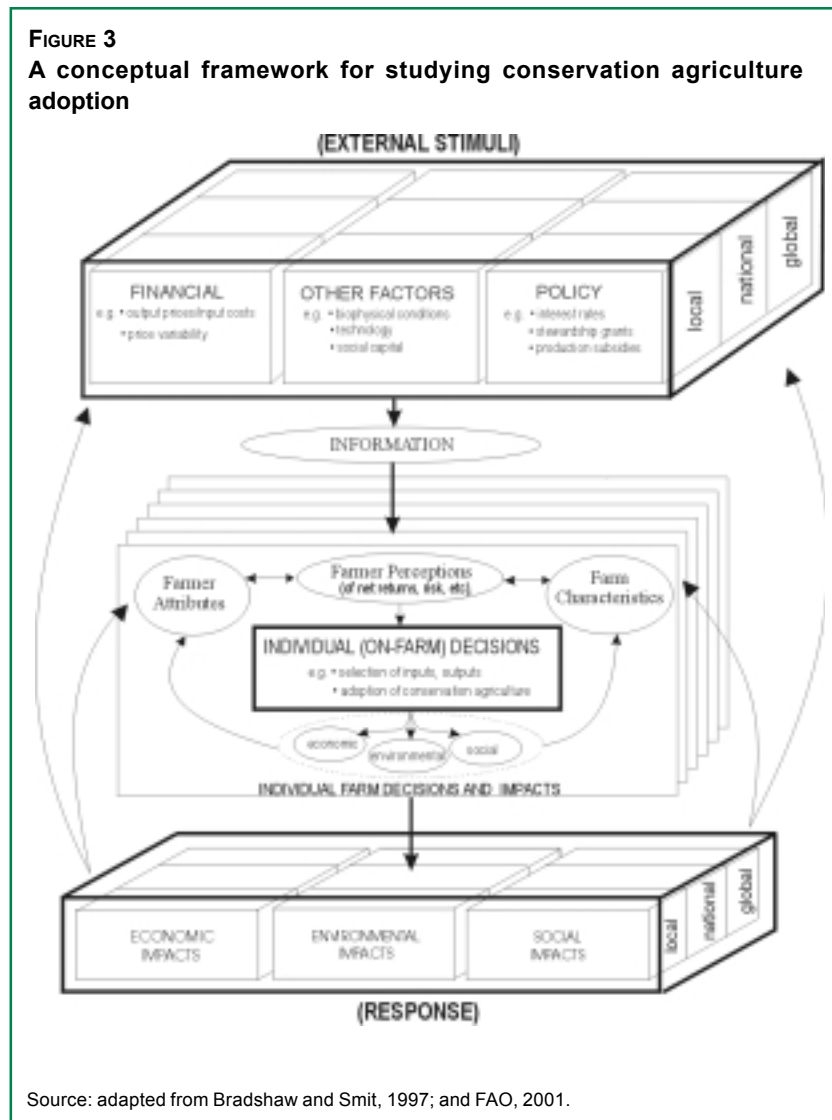 FIGURE 3
A conceptual framework for studying conservation agriculture
adoption
(EXTERNAL STIMULI)
FINANCIAL
e.g. • output prices/input costs
• price variability
OTHER FACTORS
e.g. • biophysical conditions
• technology
• social capital
POLICY
e.g. • interest rates
• stewardship grants
• production subsidies
local
national
global
INFORMATION
Farmer
Attributes
Farmer Perceptions
(of net returns, risk, etc)
Farm
Characteristics
INDIVIDUAL (ON-FARM) DECISIONS
e.g. • selection of inputs, outputs
• adoption of conservation agriculture
economic
environmental
social
INDIVIDUAL FARM DECISIONS AND IMPACTS
ECONOMIC
IMPACTS
ENVIRONMENTAL
IMPACTS
SOCIAL
IMPACTS
local
national
global
(RESPONSE)
Source: adapted from Bradshaw and Smit, 1997; and FAO, 2001.